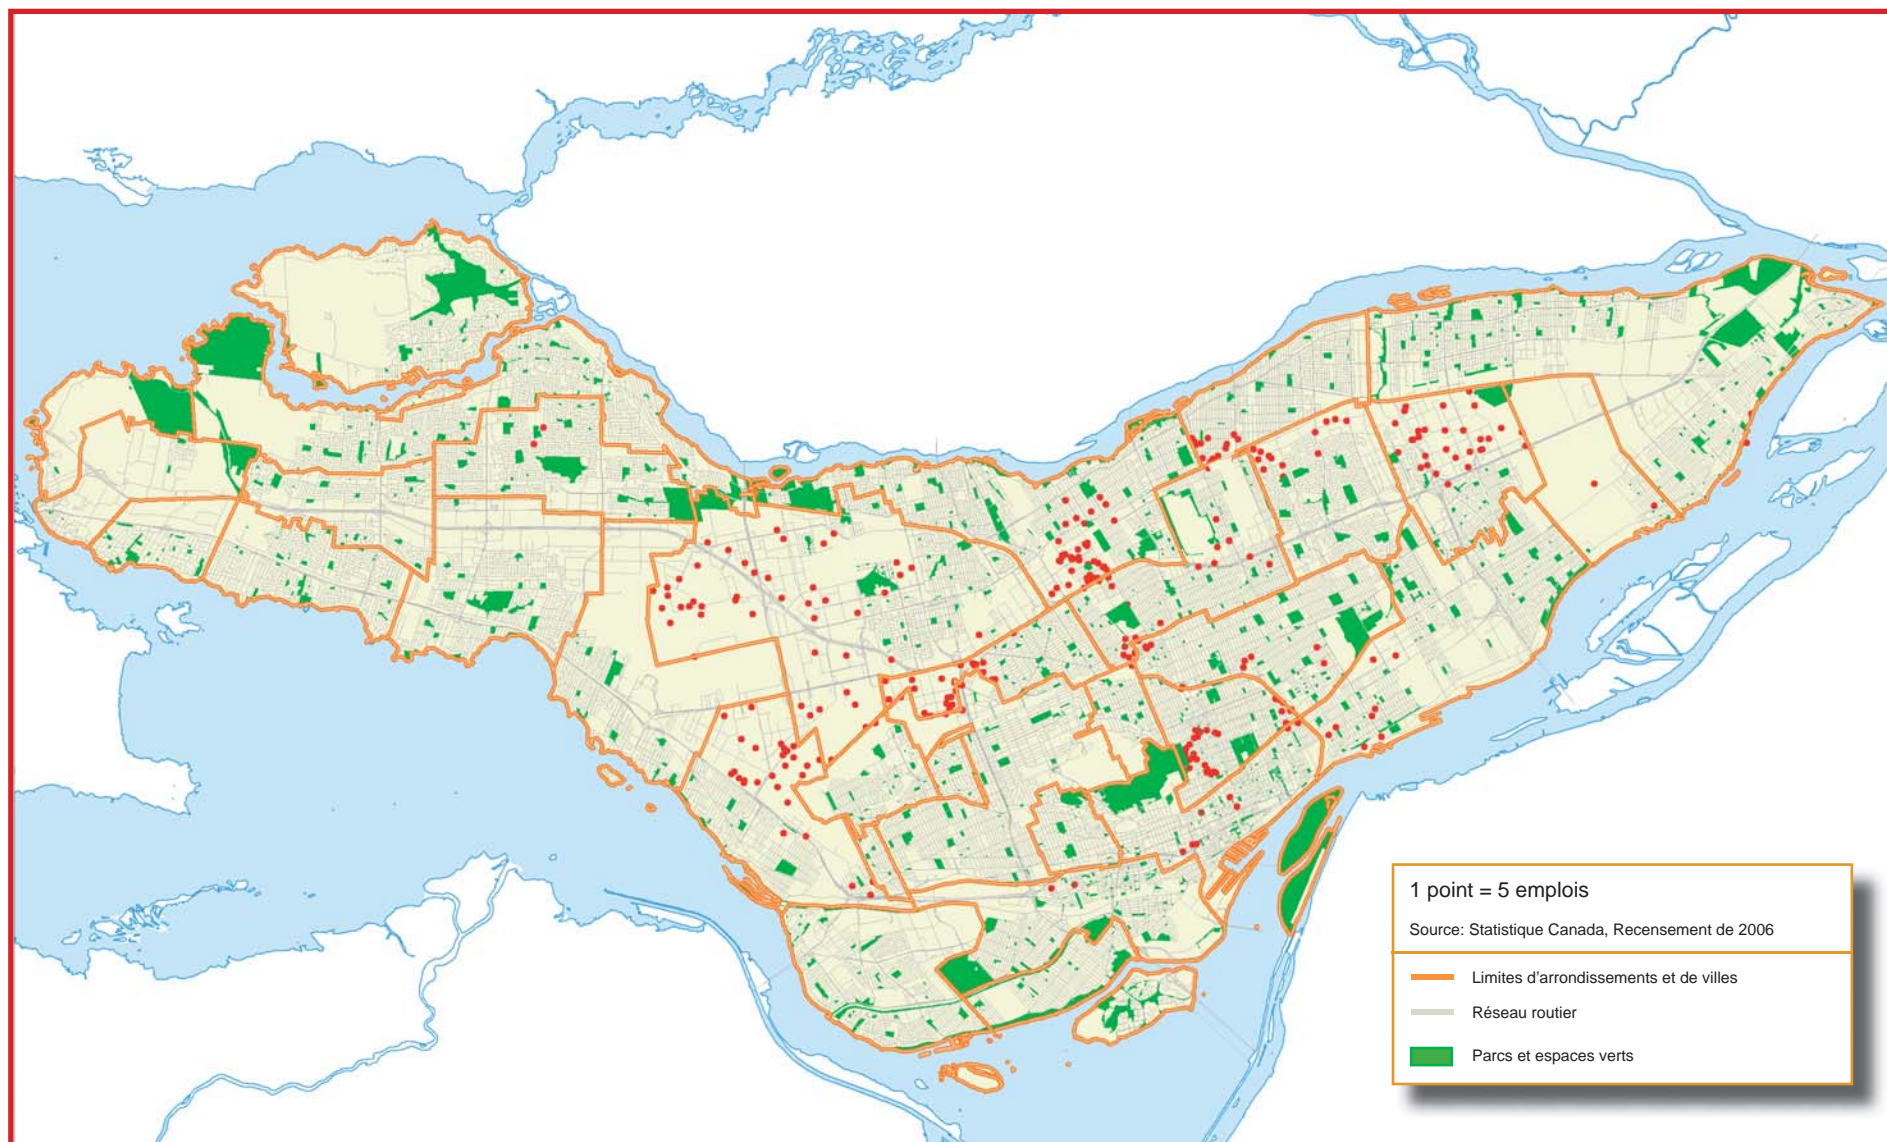 1 point = 5 emplois
Source: Statistique Canada, Recensement de 2006
Limites d’arrondissements et de villes
Réseau routier
Parcs et espaces verts